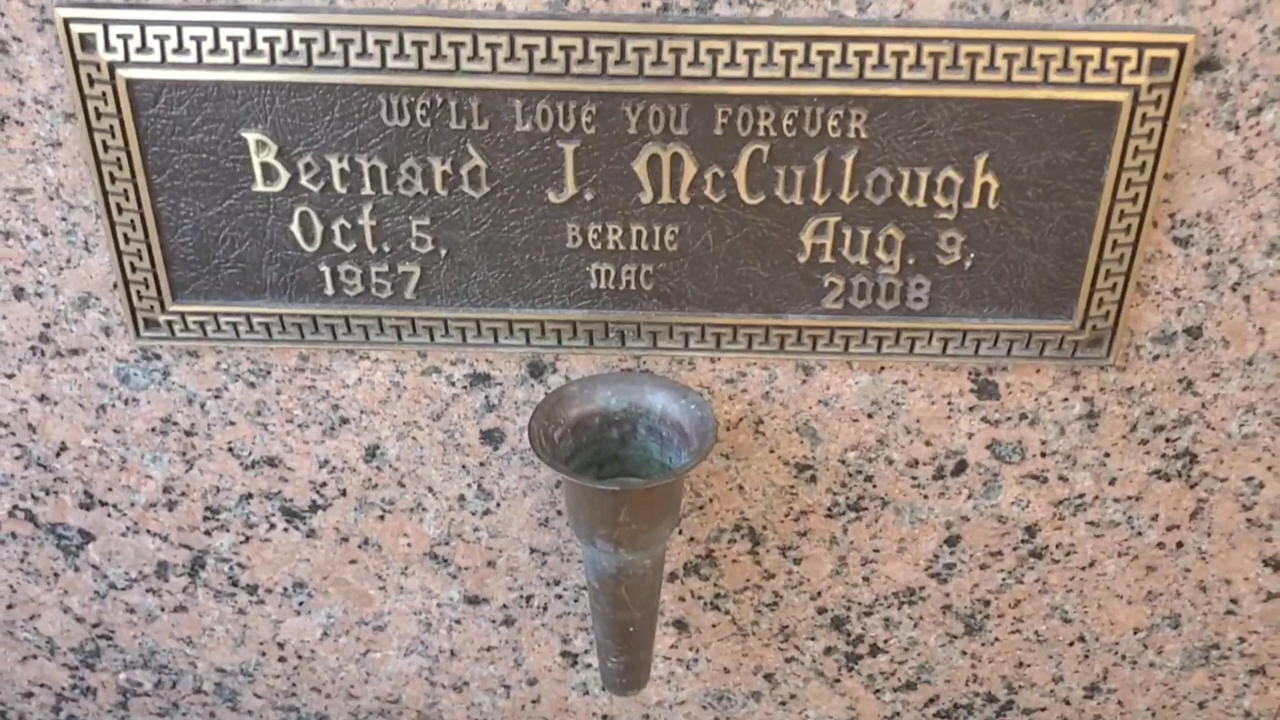 WE'LL LOVE YOU FOREVER
Bernard J. McCullough
Oct. 5, BERNIE Aug. 9,
1957 MAC 2008